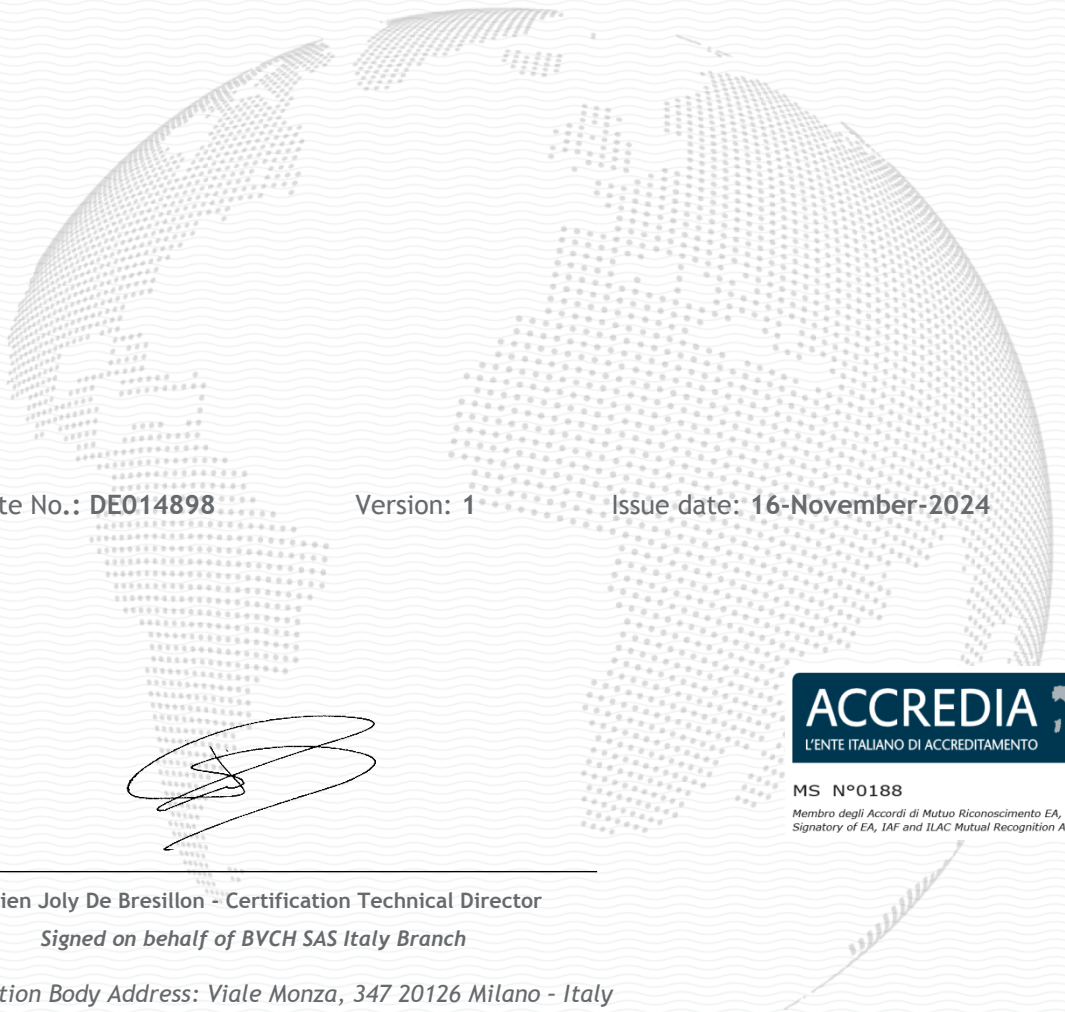 te No.: DE014898 Version: 1 Issue date: 16-November-2024
ACCREDIA
L'ENTE ITALIANO DI ACCREDITAMENTO
MS N°0188
Membro degli Accordi di Mutuo Riconoscimento EA,
Signatory of EA, IAF and ILAC Mutual Recognition A
ien Joly De Bresillon - Certification Technical Director
Signed on behalf of BVCH SAS Italy Branch
tion Body Address: Viale Monza, 347 20126 Milano - Italy